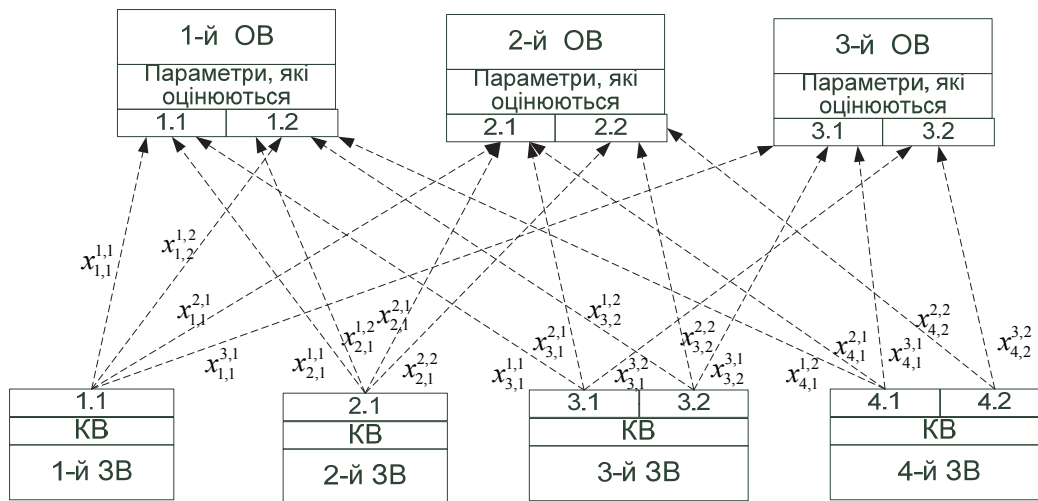 1-й ОВ
Параметри, які
оцінюються
1.1 1.2
2-й ОВ
Параметри, які
оцінюються
2.1 2.2
3-й ОВ
Параметри, які
оцінюються
3.1 3.2
x_{1,1}^{1,1}
x_{1,2}^{1,2}
x_{1,1}^{2,1}
x_{1,1}^{3,1}
x_{2,1}^{1,1}
x_{2,1}^{1,2}
x_{2,1}^{2,1}
x_{2,1}^{2,2}
x_{3,1}^{1,1}
x_{3,1}^{2,1}
x_{3,2}^{1,2}
x_{3,1}^{3,2}
x_{3,2}^{2,2}
x_{3,2}^{3,1}
x_{4,1}^{1,2}
x_{4,1}^{2,1}
x_{4,1}^{3,1}
x_{4,2}^{2,2}
x_{4,2}^{3,2}
1.1
КВ
1-й ЗВ
2.1
КВ
2-й ЗВ
3.1 3.2
КВ
3-й ЗВ
4.1 4.2
КВ
4-й ЗВ